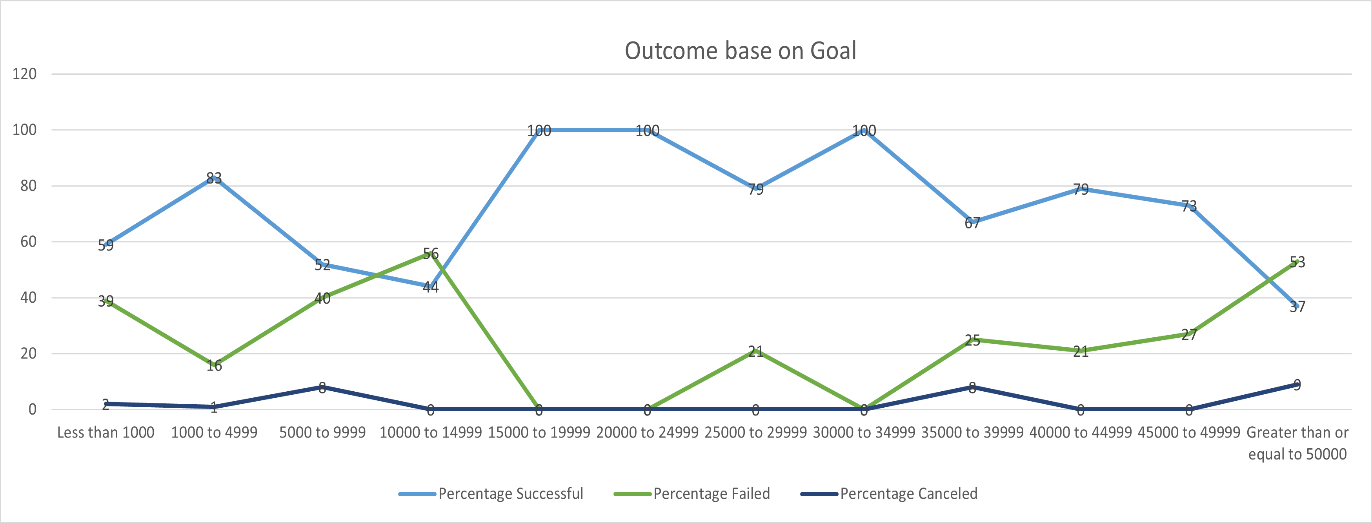 Outcome base on Goal
120
100
80
60
40
20
0
59 83 52 44 100 100 79 100 67 79 73 37
39 16 40 56 0 0 21 0 25 21 27 53
2 1 8 0 0 0 0 0 8 0 0 9
Less than 1000 1000 to 4999 5000 to 9999 10000 to 14999 15000 to 19999 20000 to 24999 25000 to 29999 30000 to 34999 35000 to 39999 40000 to 44999 45000 to 49999 Greater than or
equal to 50000
Percentage Successful Percentage Failed Percentage Canceled